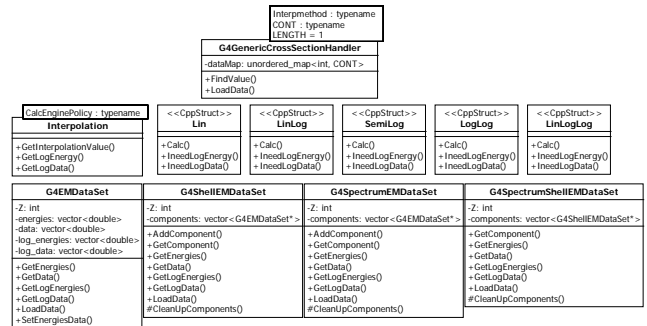 Interpmethod : typename
CONT : typename
LENGTH = 1
G4GenericCrossSectionHandler
-dataMap: unordered_map<int, CONT>
+FindValue()
+LoadData()
CalcEnginePolicy : typename
Interpolation
+GetInterpolationValue()
+GetLogEnergy()
+GetLogData()
<<CppStruct>>
Lin
+Calc()
+IneedLogEnergy()
+IneedLogData()
<<CppStruct>>
LinLog
+Calc()
+IneedLogEnergy()
+IneedLogData()
<<CppStruct>>
SemiLog
+Calc()
+IneedLogEnergy()
+IneedLogData()
<<CppStruct>>
LogLog
+Calc()
+IneedLogEnergy()
+IneedLogData()
<<CppStruct>>
LinLogLog
+Calc()
+IneedLogEnergy()
+IneedLogData()
G4EMDataSet
-Z: int
-energies: vector<double>
-data: vector<double>
-log_energies: vector<double>
-log_data: vector<double>
+GetEnergies()
+GetData()
+GetLogEnergies()
+GetLogData()
+LoadData()
+SetEnergiesData()
G4ShellEMDataSet
-Z: int
-components: vector<G4EMDataSet*>
+AddComponent()
+GetComponent()
+GetEnergies()
+GetData()
+GetLogEnergies()
+GetLogData()
+LoadData()
#CleanUpComponents()
G4SpectrumEMDataSet
-Z: int
-components: vector<G4EMDataSet*>
+AddComponent()
+GetComponent()
+GetEnergies()
+GetData()
+GetLogEnergies()
+GetLogData()
+LoadData()
#CleanUpComponents()
G4SpectrumShellEMDataSet
-Z: int
-components: vector<G4ShellEMDataSet*>
+GetComponent()
+GetEnergies()
+GetData()
+GetLogEnergies()
+GetLogData()
+LoadData()
#CleanUpComponents()